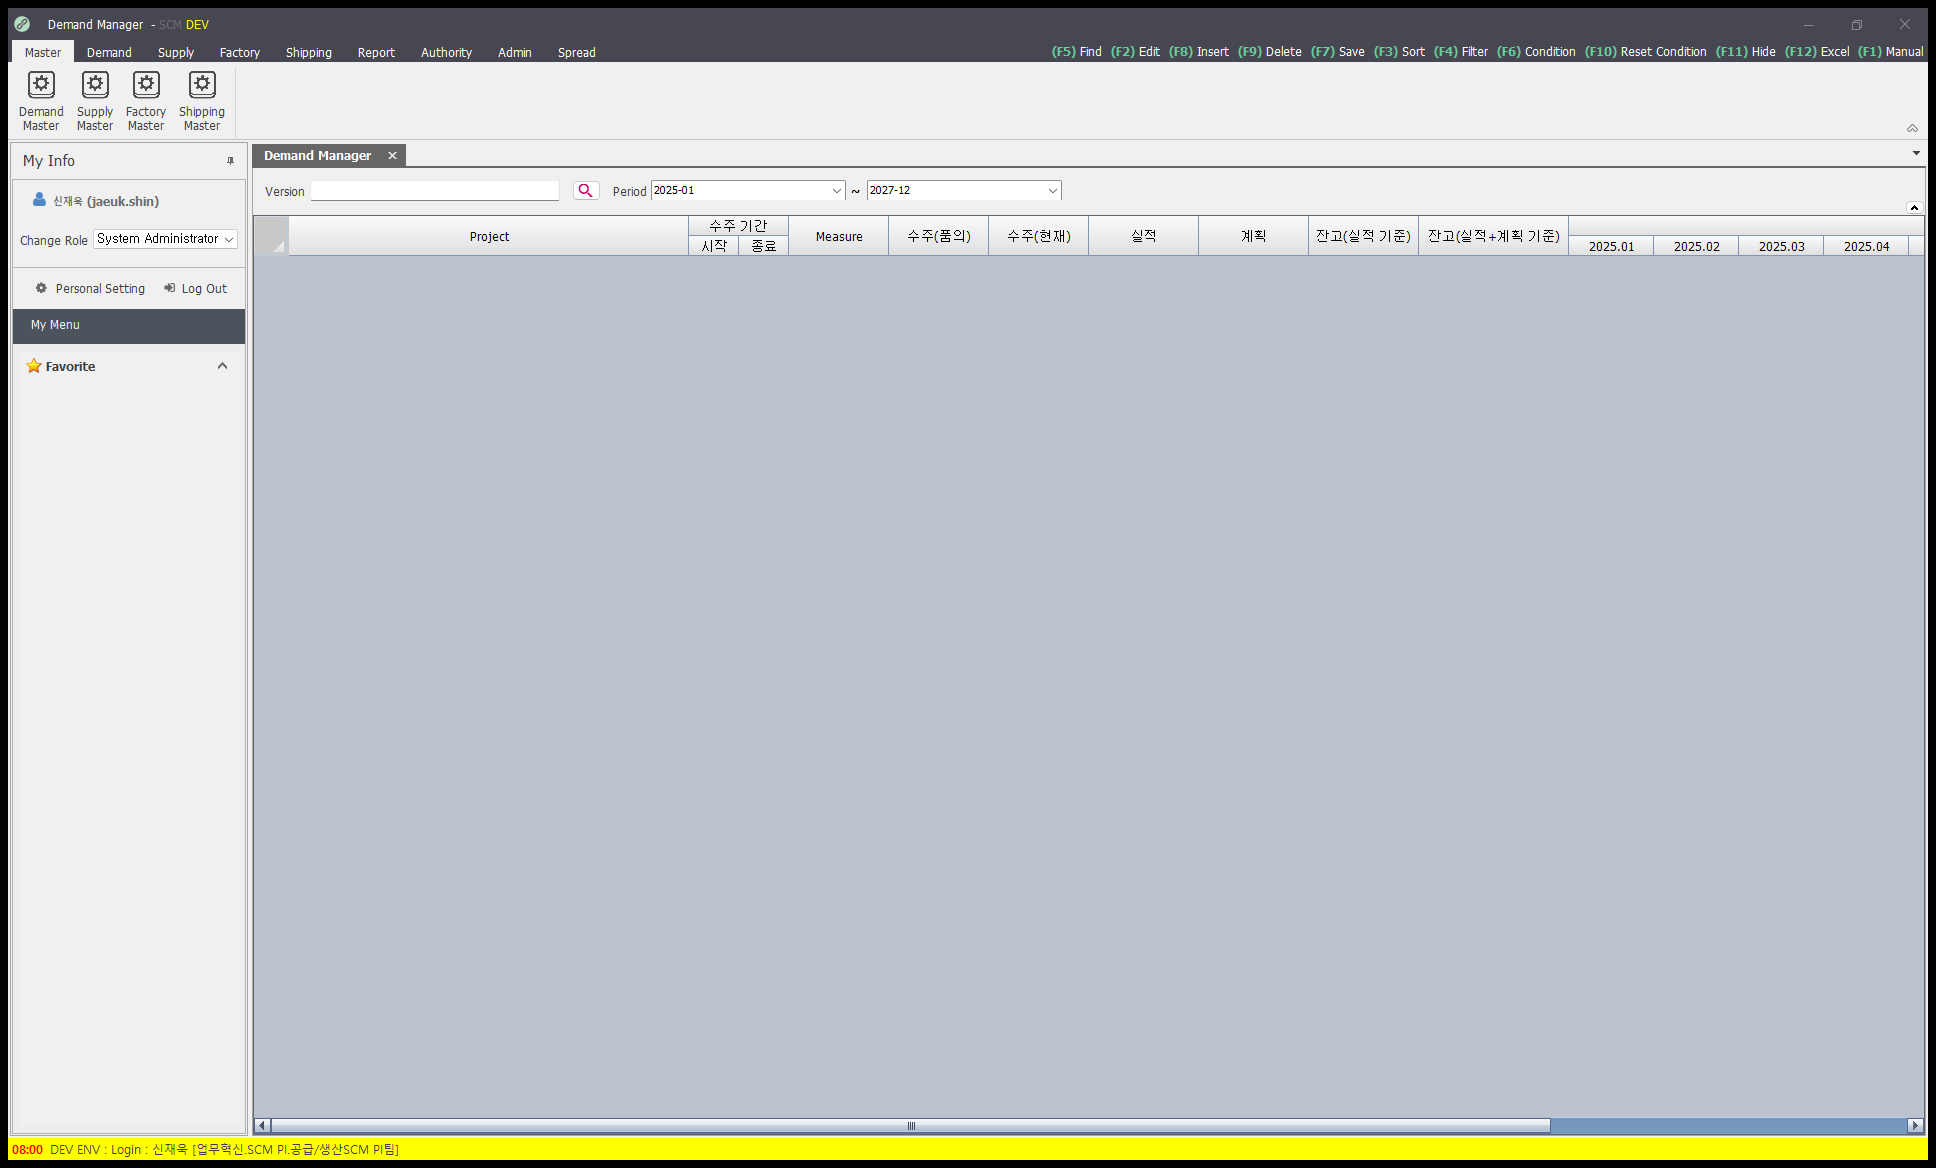 Demand Manager - SCM DEV
Master Demand Supply Factory Shipping Report Authority Admin Spread
(F5) Find (F2) Edit (F8) Insert (F9) Delete (F7) Save (F3) Sort (F4) Filter (F6) Condition (F10) Reset Condition (F11) Hide (F12) Excel (F1) Manual
Demand Master
Supply Master
Factory Master
Shipping Master
My Info
신재욱 (jaeuk.shin)
Change Role System Administrator
Personal Setting Log Out
My Menu
Favorite
Demand Manager
Version Period 2025-01 ~ 2027-12
Project
수주 기간
시작 종료
Measure
수주(품의)
수주(현재)
실적
계획
잔고(실적 기준)
잔고(실적+계획 기준)
2025.01 2025.02 2025.03 2025.04
08:00 DEV ENV : Login : 신재욱 [업무혁신.SCM PI.공급/생산SCM PI팀]